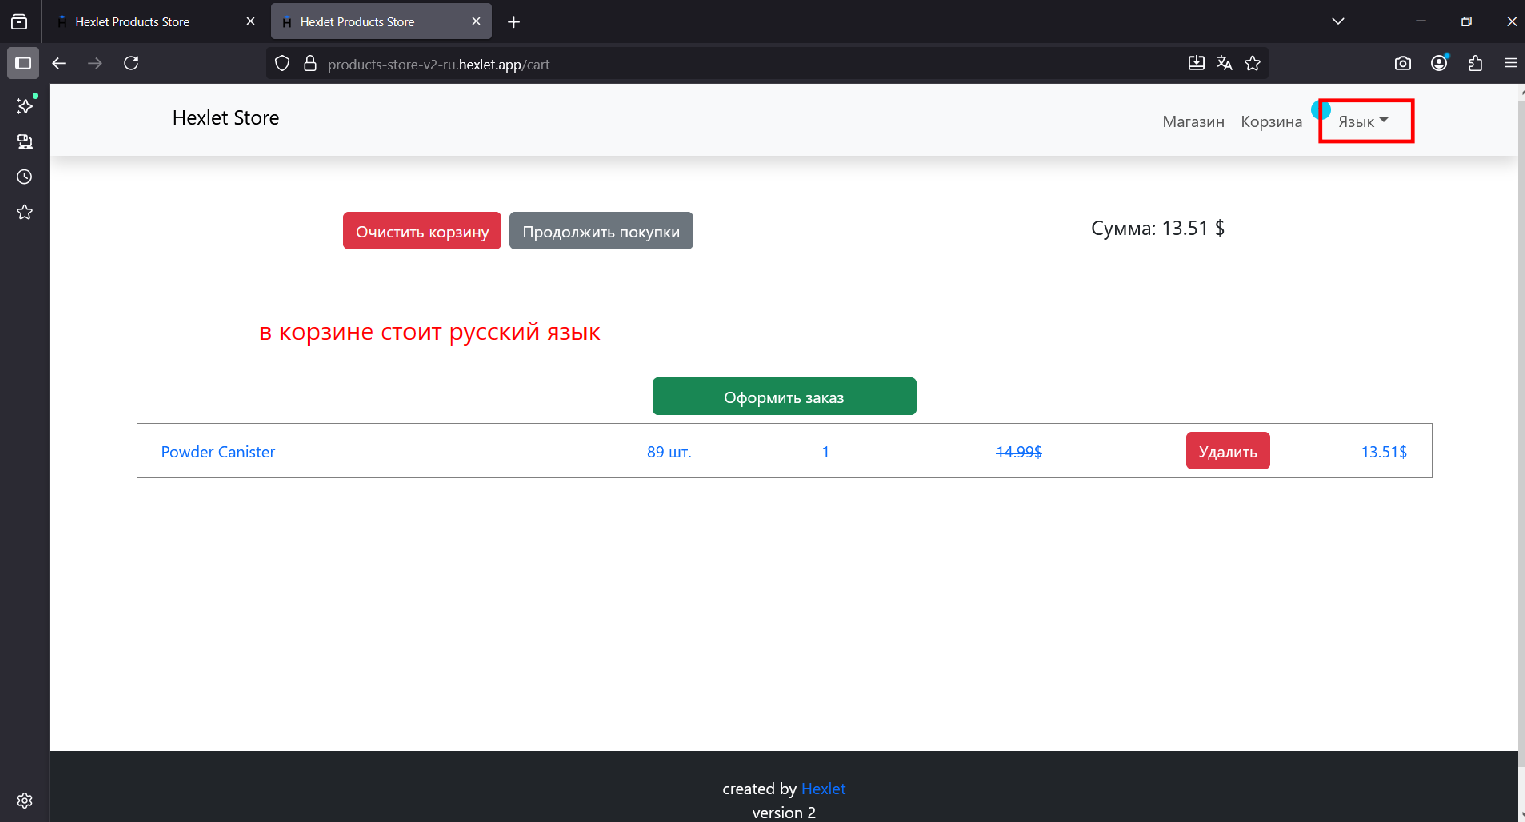 Hexlet Products Store
Hexlet Products Store
products-store-v2-ru.hexlet.app/cart
Hexlet Store
Магазин
Корзина
Язык
Очистить корзину
Продолжить покупки
Сумма: 13.51 $
в корзине стоит русский язык
Оформить заказ
Powder Canister 89 шт. 1 14.99$ Удалить 13.51$
created by Hexlet
version 2